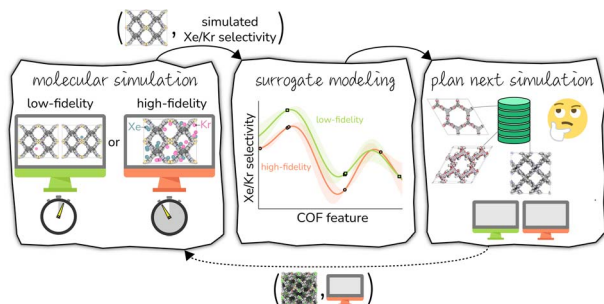 simulated
Xe/Kr selectivity
molecular simulation
low-fidelity
or
high-fidelity
Xe
Kr
surrogate modeling
low-fidelity
high-fidelity
Xe/Kr selectivity
COF feature
plan next simulation